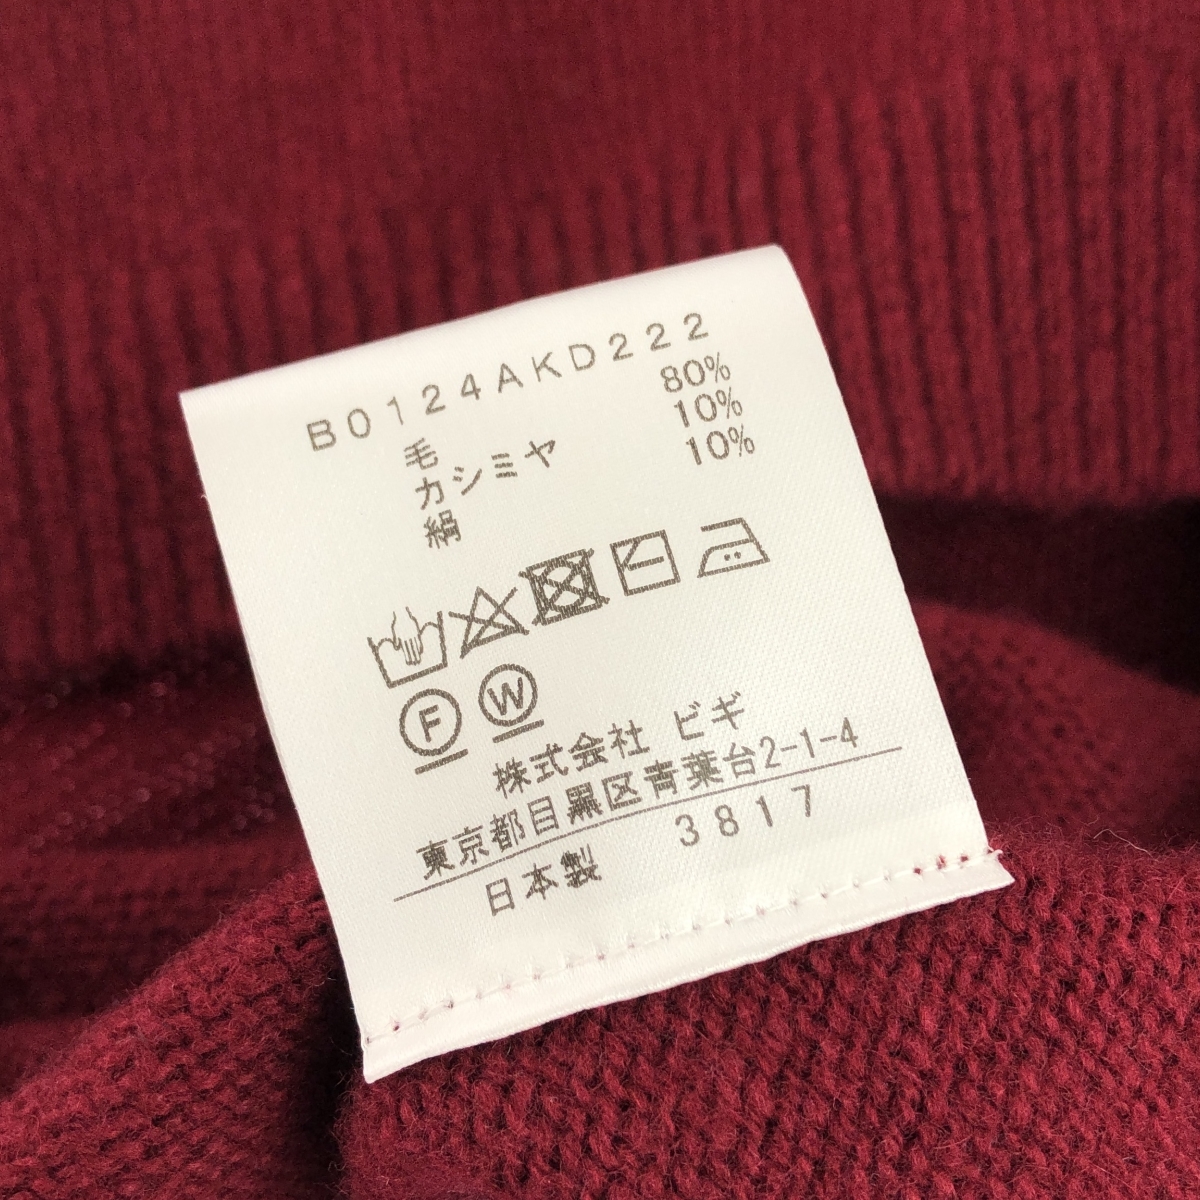 B0124AKD222
毛 80%
カシミヤ 10%
絹 10%
F W
株式会社 ビギ
東京都目黒区青葉台2-1-4
日本製 3817